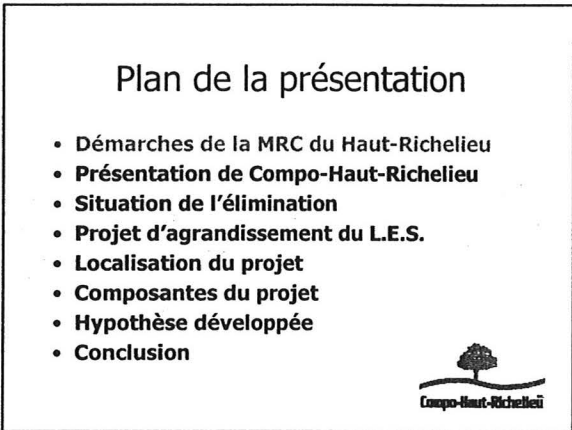 Plan de la présentation
• Démarches de la MRC du Haut-Richelieu
• Présentation de Compo-Haut-Richelieu
• Situation de l'élimination
• Projet d'agrandissement du L.E.S.
• Localisation du projet
• Composantes du projet
• Hypothèse développée
• Conclusion
Compo-Haut-Richelieu